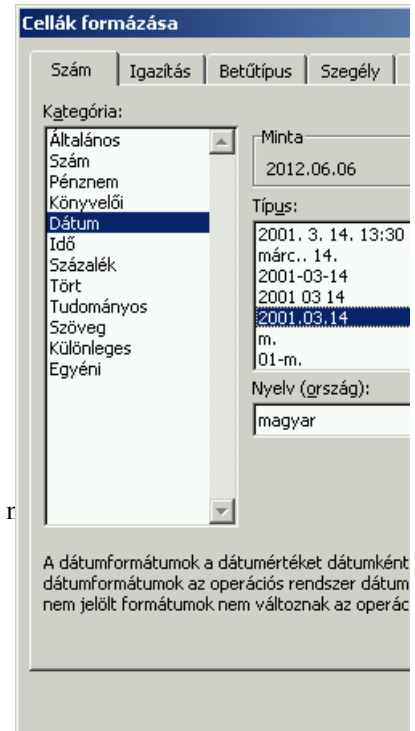 Cellák formázása
Szám
Igazítás
Betűtípus
Szegély
Kategória:
Általános
Szám
Pénznem
Könyvelői
Dátum
Idő
Százalék
Tört
Tudományos
Szöveg
Különleges
Egyéni
Minta
2012.06.06
Típus:
2001. 3. 14. 13:30
márc.. 14.
2001-03-14
2001 03 14
2001.03.14
m.
01-m.
Nyelv (ország):
magyar
A dátumformátumok a dátumértéket dátumként
dátumformátumok az operációs rendszer dátum
nem jelölt formátumok nem változnak az operác